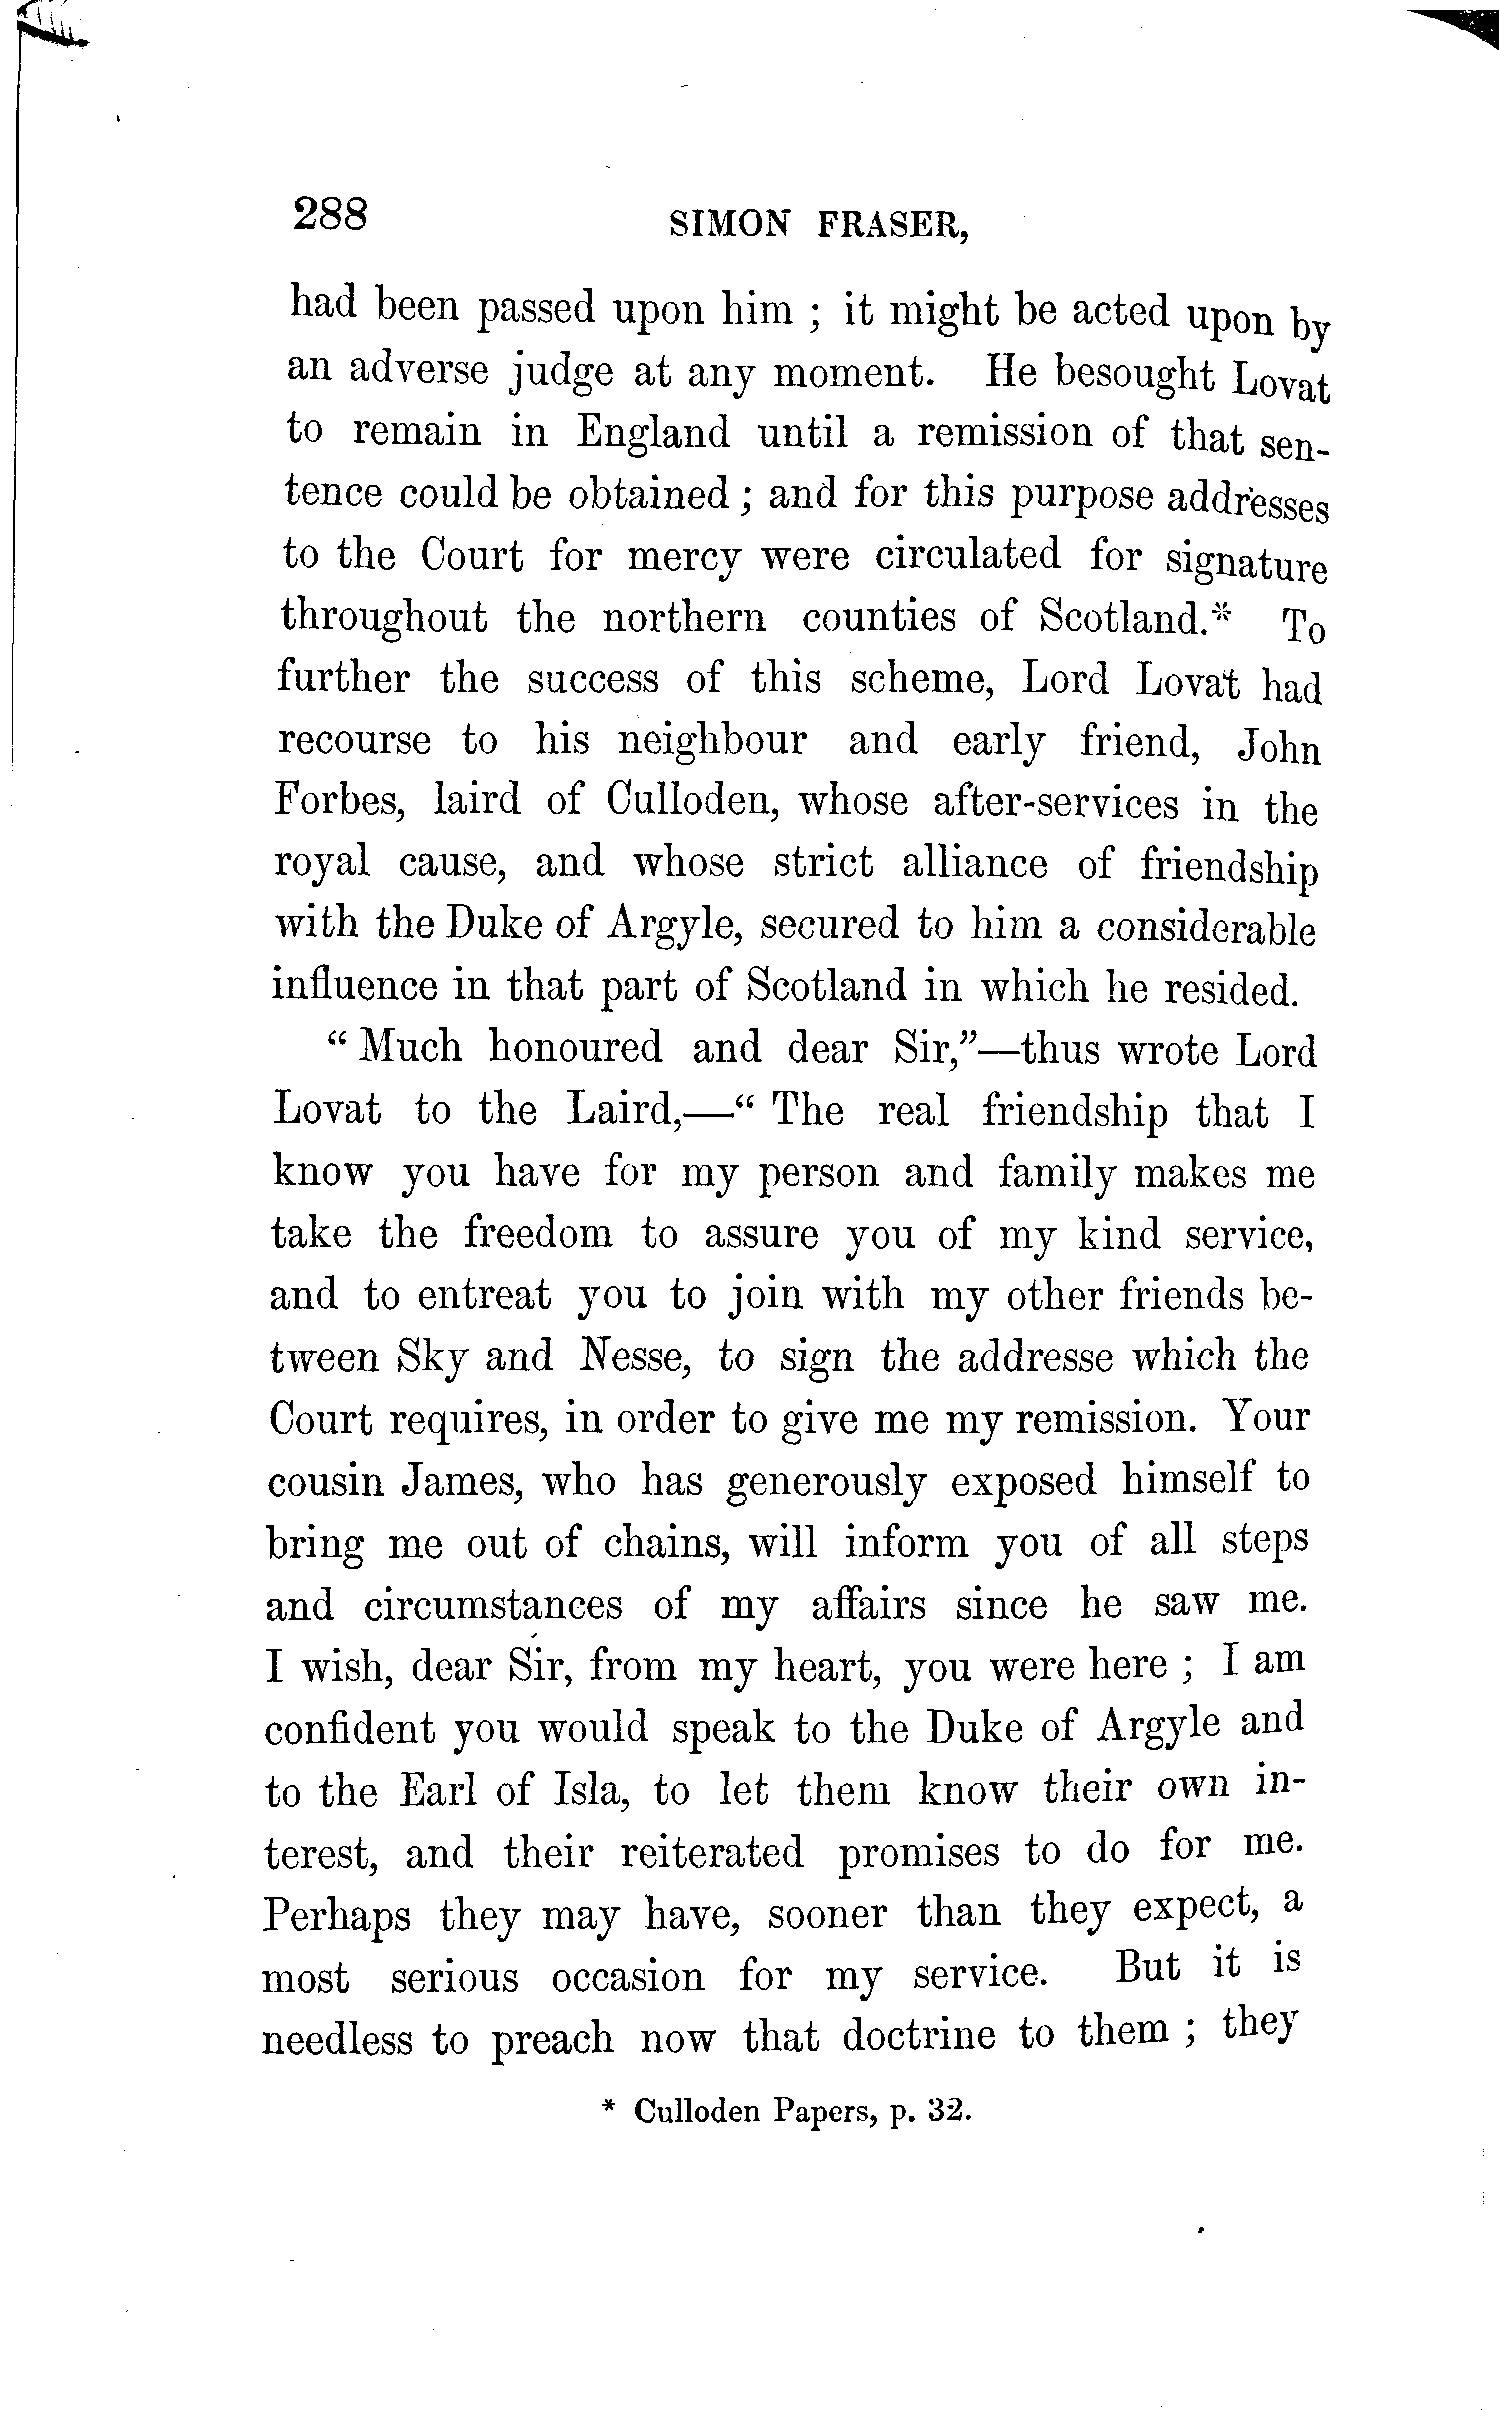 288 SIMON FRASER,
had been passed upon him ; it might be acted upon by
an adverse judge at any moment. He besought Lovat
to remain in England until a remission of that sen-
tence could be obtained ; and for this purpose addresses
to the Court for mercy were circulated for signature
throughout the northern counties of Scotland.* To
further the success of this scheme, Lord Lovat had
recourse to his neighbour and early friend, John
Forbes, laird of Culloden, whose after-services in the
royal cause, and whose strict alliance of friendship
with the Duke of Argyle, secured to him a considerable
influence in that part of Scotland in which he resided.
“ Much honoured and dear Sir,”—thus wrote Lord
Lovat to the Laird,—“ The real friendship that I
know you have for my person and family makes me
take the freedom to assure you of my kind service,
and to entreat you to join with my other friends be-
tween Sky and Nesse, to sign the addresse which the
Court requires, in order to give me my remission. Your
cousin James, who has generously exposed himself to
bring me out of chains, will inform you of all steps
and circumstances of my affairs since he saw me.
I wish, dear Sir, from my heart, you were here ; I am
confident you would speak to the Duke of Argyle and
to the Earl of Isla, to let them know their own in-
terest, and their reiterated promises to do for me.
Perhaps they may have, sooner than they expect, a
most serious occasion for my service. But it is
needless to preach now that doctrine to them ; they
* Culloden Papers, p. 32.